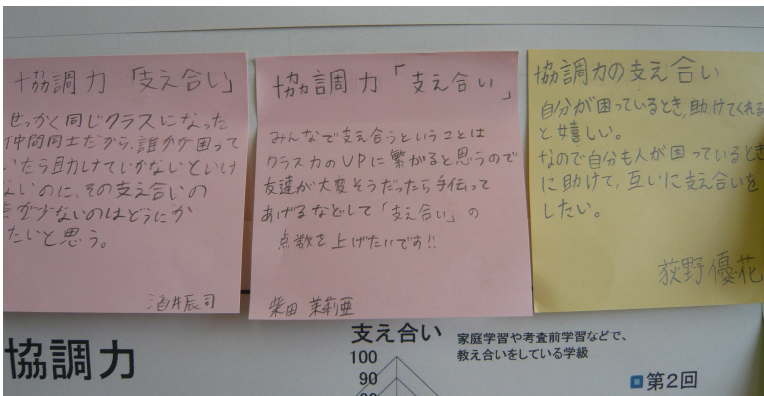 協調力「支え合い」
せっかく同じクラスになった
仲間同士だから、誰かが困って
いたら助けていかないといけ
ないのに、その支え合いの
点が少ないのはどうにか
したいと思う。
酒井辰司
協調力「支え合い」
みんなで支え合うということは
クラス力のUPに繋がると思うので
友達が大変そうだったら手伝って
あげるなどして「支え合い」の
点数を上げたいです!!
柴田 茉莉亜
協調力の支え合い
自分が困っているとき、助けてくれる
と嬉しい。
なので自分も人が困っているとき
に助けて、互いに支え合いを
したい。
荻野優花
協調力
支え合い
100
90
家庭学習や考査前学習などで、
教え合いをしている学級
第2回